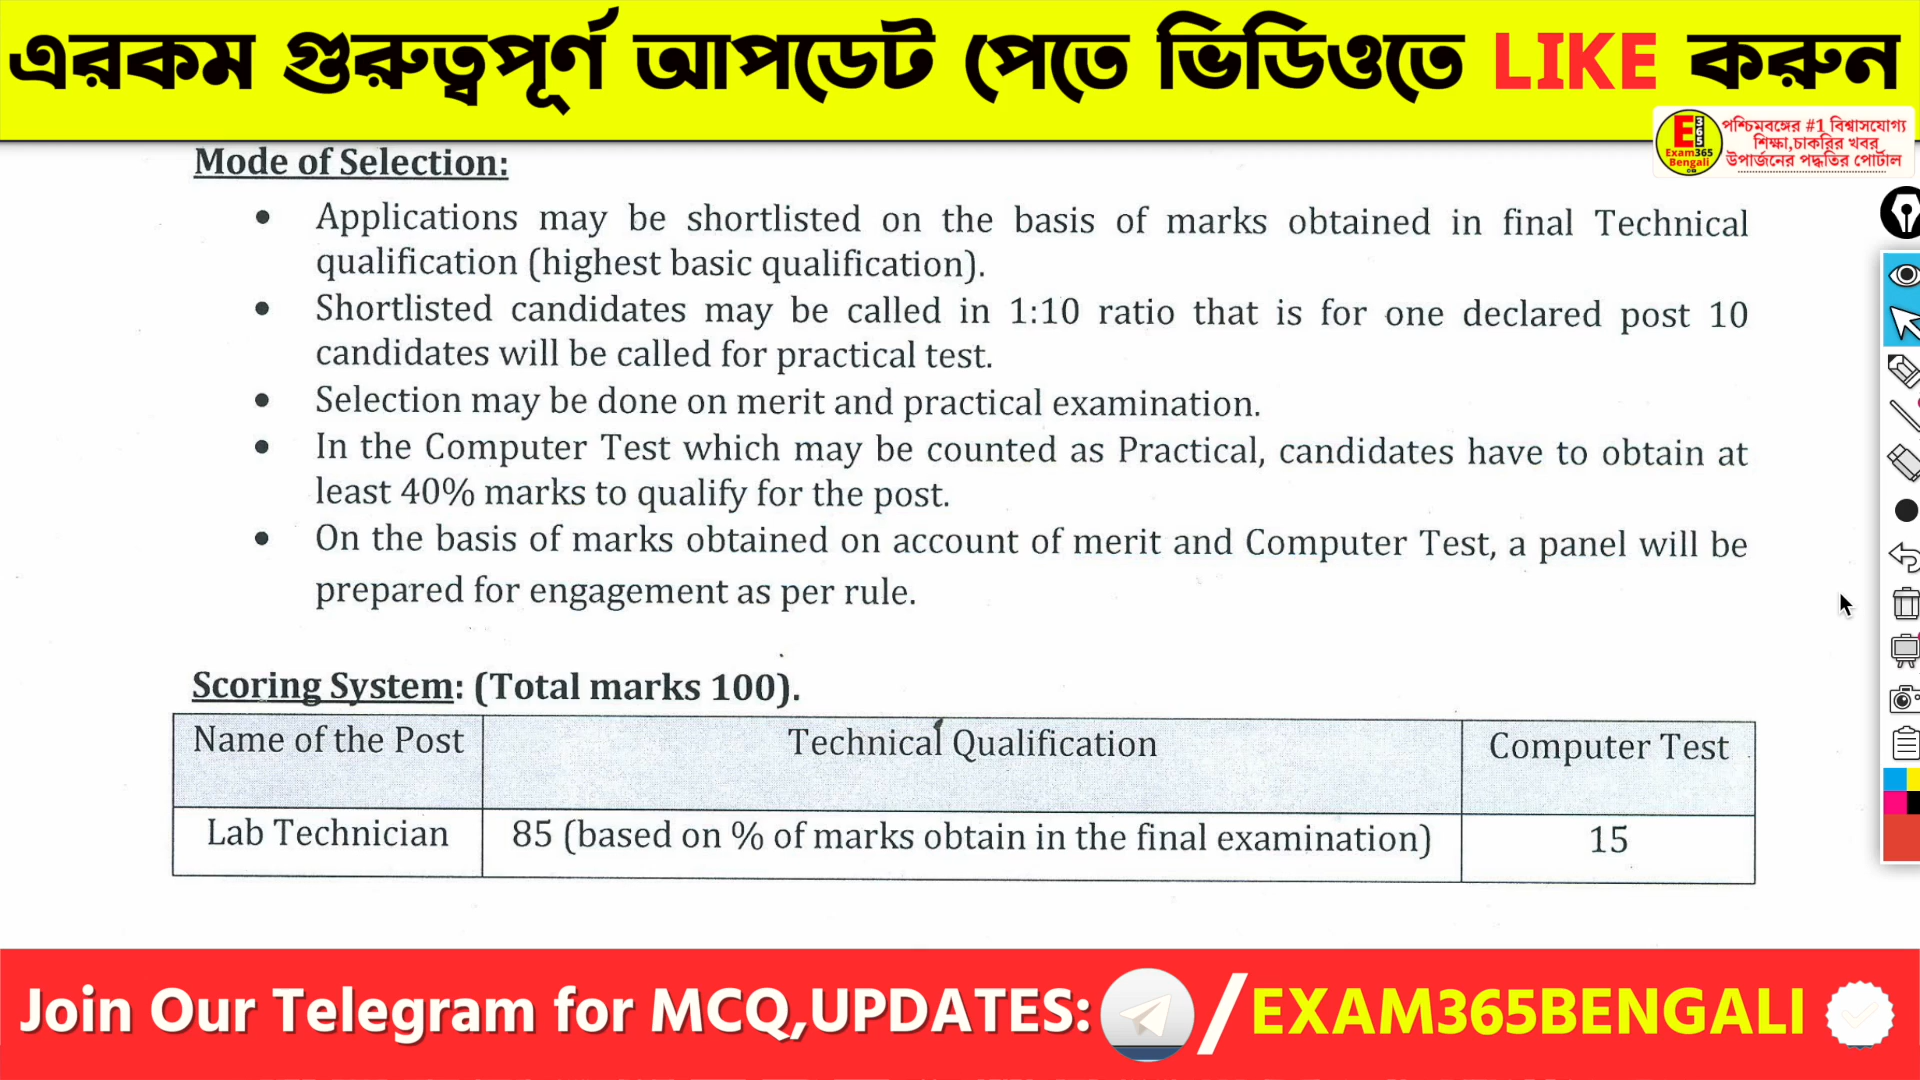 এরকম গুরুত্বপূর্ণ আপডেট পেতে ভিডিওতে LIKE করুন
E365
Exam365
Bengali
পশ্চিমবঙ্গের #1 বিশ্বাসযোগ্য
শিক্ষা,চাকরির খবর
উপার্জনের পদ্ধতির পোর্টাল
Mode of Selection:
• Applications may be shortlisted on the basis of marks obtained in final Technical
qualification (highest basic qualification).
• Shortlisted candidates may be called in 1:10 ratio that is for one declared post 10
candidates will be called for practical test.
• Selection may be done on merit and practical examination.
• In the Computer Test which may be counted as Practical, candidates have to obtain at
least 40% marks to qualify for the post.
• On the basis of marks obtained on account of merit and Computer Test, a panel will be
prepared for engagement as per rule.
Scoring System: (Total marks 100).
Name of the Post Technical Qualification Computer Test
Lab Technician 85 (based on % of marks obtain in the final examination) 15
Join Our Telegram for MCQ,UPDATES: /EXAM365BENGALI